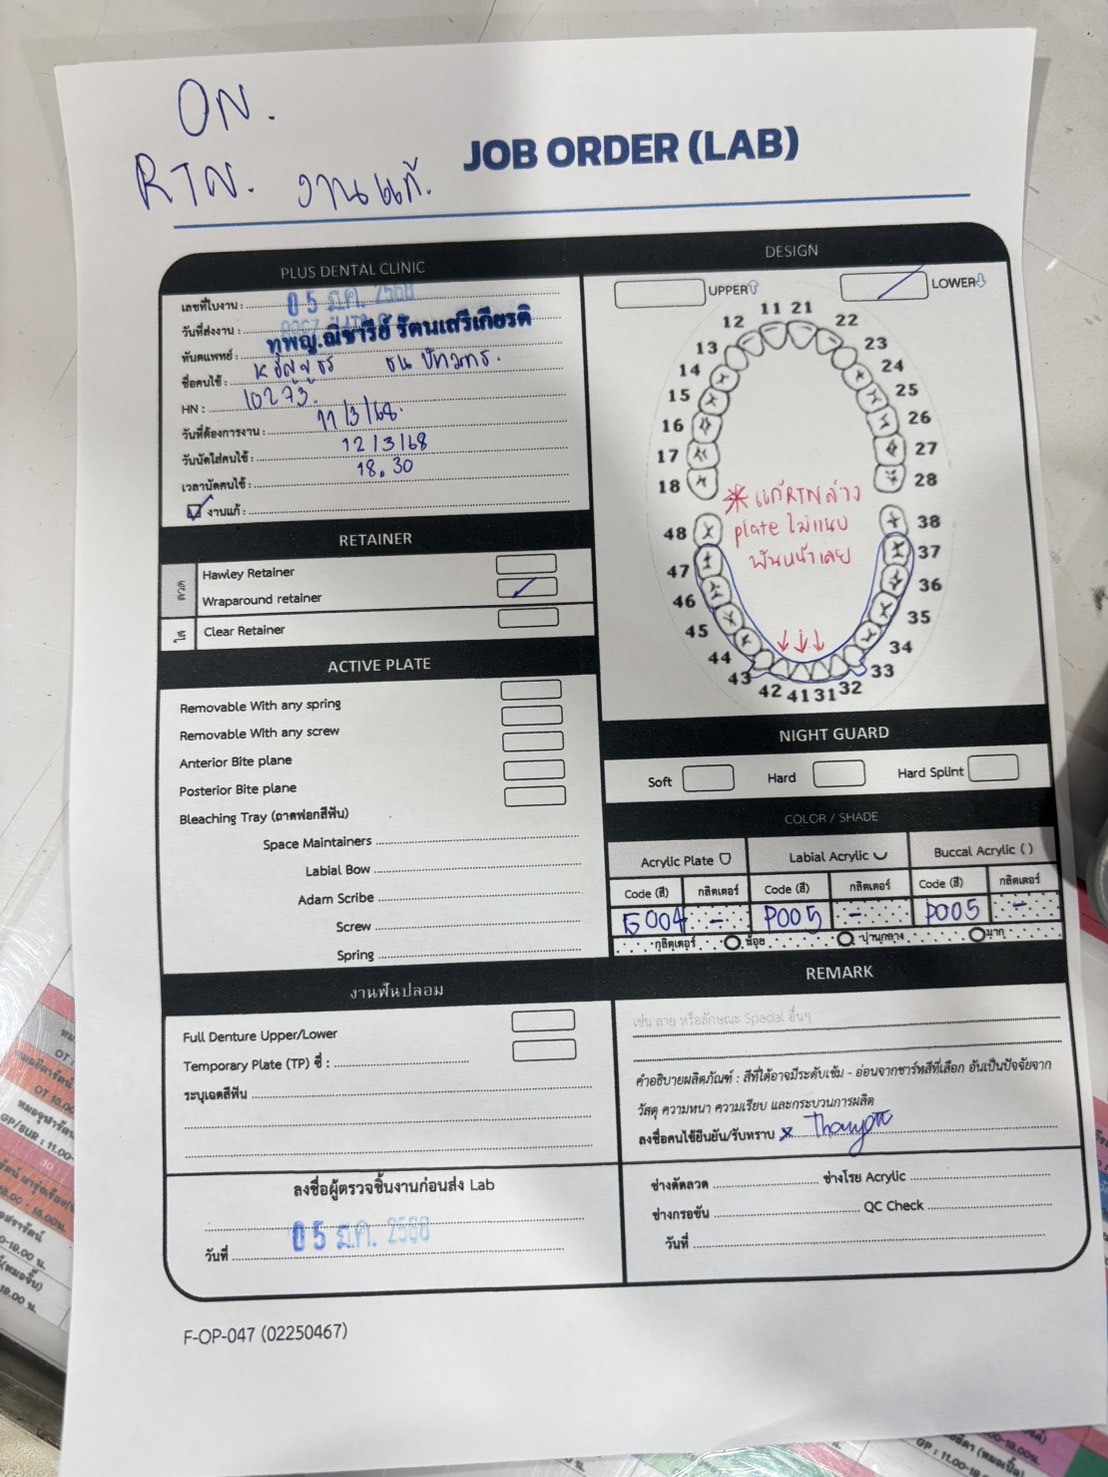 ON.
RTN. งานแก้.
JOB ORDER (LAB)
PLUS DENTAL CLINIC
เลขที่ใบงาน :
วันที่ส่งงาน : 05 มี.ค. 2568
ทันตแพทย์ : ทพญ.ณิชารีย์ รัตนเสรีเกียรติ
ชื่อคนไข้ :
HN : 10273.
วันที่ต้องการงาน : 11/3/68.
วันนัดใส่คนไข้ : 12/3/68
เวลานัดคนไข้ : 18.30
งานแก้ :
RETAINER
ลวด
Hawley Retainer
Wraparound retainer
ใส
Clear Retainer
ACTIVE PLATE
Removable With any spring
Removable With any screw
Anterior Bite plane
Posterior Bite plane
Bleaching Tray (ถาดฟอกสีฟัน)
Space Maintainers
Labial Bow
Adam Scribe
Screw
Spring
งานฟันปลอม
Full Denture Upper/Lower
Temporary Plate (TP) ซี่ :
ระบุเฉดสีฟัน
ลงชื่อผู้ตรวจชิ้นงานก่อนส่ง Lab
วันที่ 05 มี.ค. 2568
DESIGN
UPPER
LOWER
11 21
12 22
13 23
14 24
15 25
16 26
17 27
18 28
48 38
47 37
46 36
45 35
44 34
43 33
42 41 31 32
* แก้RTNล่าง
plate ไม่แนบ
ฟันหน้าเลย
NIGHT GUARD
Soft Hard Hard Splint
COLOR / SHADE
Acrylic Plate Labial Acrylic Buccal Acrylic ( )
Code (สี) กลิตเตอร์ Code (สี) กลิตเตอร์ Code (สี) กลิตเตอร์
G004 - P005 - P005 -
กลิตเตอร์ น้อย ปานกลาง มาก
REMARK
เช่น ลาย หรือลักษณะ Special อื่นๆ
คำอธิบายผลิตภัณฑ์ : สีที่ได้อาจมีระดับเข้ม - อ่อนจากชาร์ทสีที่เลือก อันเป็นปัจจัยจาก
วัสดุ ความหนา ความเรียบ และกระบวนการผลิต
ลงชื่อคนไข้ยืนยัน/รับทราบ x
ช่างดัดลวด ช่างโรย Acrylic
ช่างกรอขัน QC Check
วันที่
F-OP-047 (02250467)